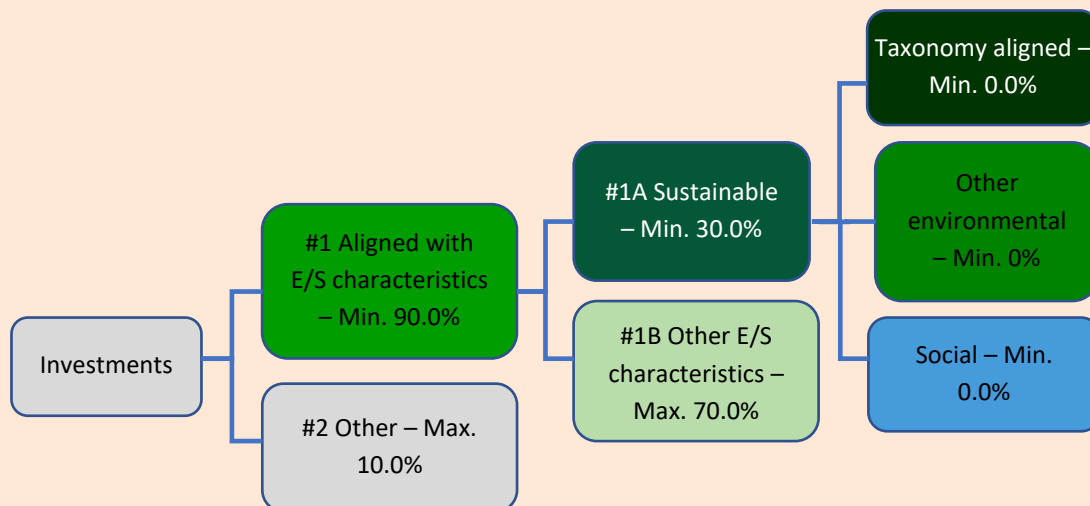 Investments
#1 Aligned with
E/S characteristics
– Min. 90.0%
#2 Other – Max.
10.0%
#1A Sustainable
– Min. 30.0%
#1B Other E/S
characteristics –
Max. 70.0%
Taxonomy aligned –
Min. 0.0%
Other
environmental
– Min. 0%
Social – Min.
0.0%